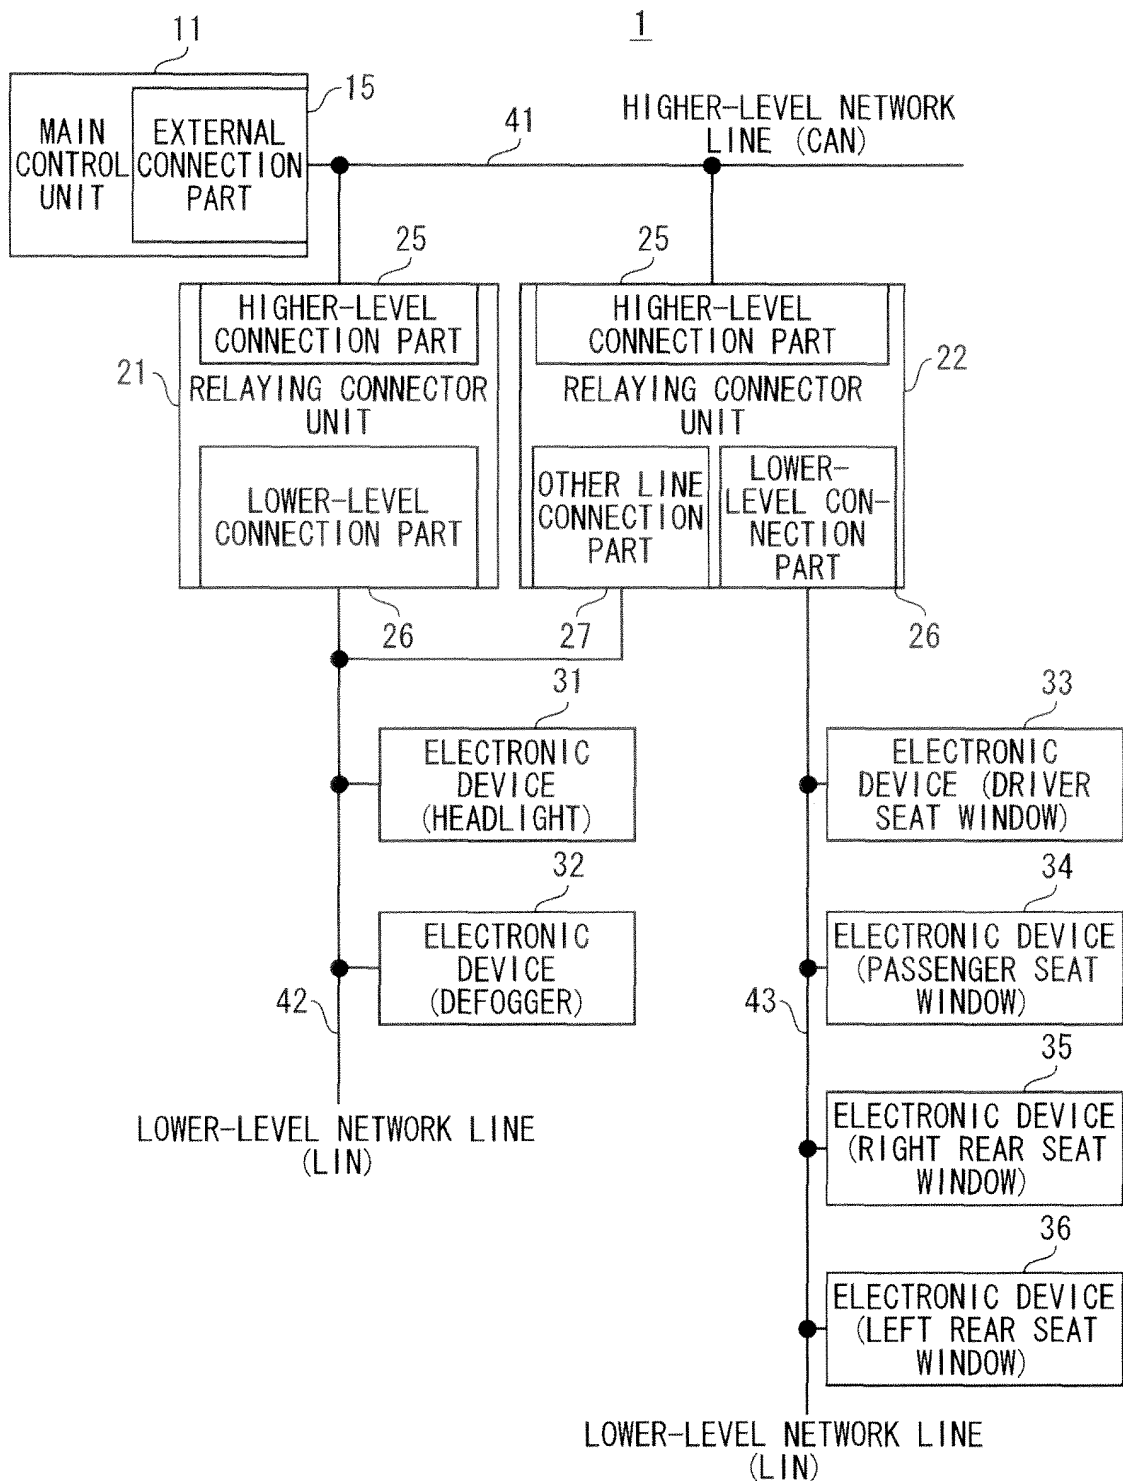 1
11
15
MAIN
CONTROL
UNIT
EXTERNAL
CONNECTION
PART
41
HIGHER-LEVEL NETWORK
LINE (CAN)
25
HIGHER-LEVEL
CONNECTION PART
21
RELAYING CONNECTOR
UNIT
LOWER-LEVEL
CONNECTION PART
26
25
HIGHER-LEVEL
CONNECTION PART
22
RELAYING CONNECTOR
UNIT
OTHER LINE
CONNECTION
PART
27
LOWER-
LEVEL CON-
NECTION
PART
26
31
ELECTRONIC
DEVICE
(HEADLIGHT)
32
ELECTRONIC
DEVICE
(DEFOGGER)
42
LOWER-LEVEL NETWORK LINE
(LIN)
33
ELECTRONIC
DEVICE (DRIVER
SEAT WINDOW)
34
ELECTRONIC DEVICE
(PASSENGER SEAT
WINDOW)
43
35
ELECTRONIC DEVICE
(RIGHT REAR SEAT
WINDOW)
36
ELECTRONIC DEVICE
(LEFT REAR SEAT
WINDOW)
LOWER-LEVEL NETWORK LINE
(LIN)